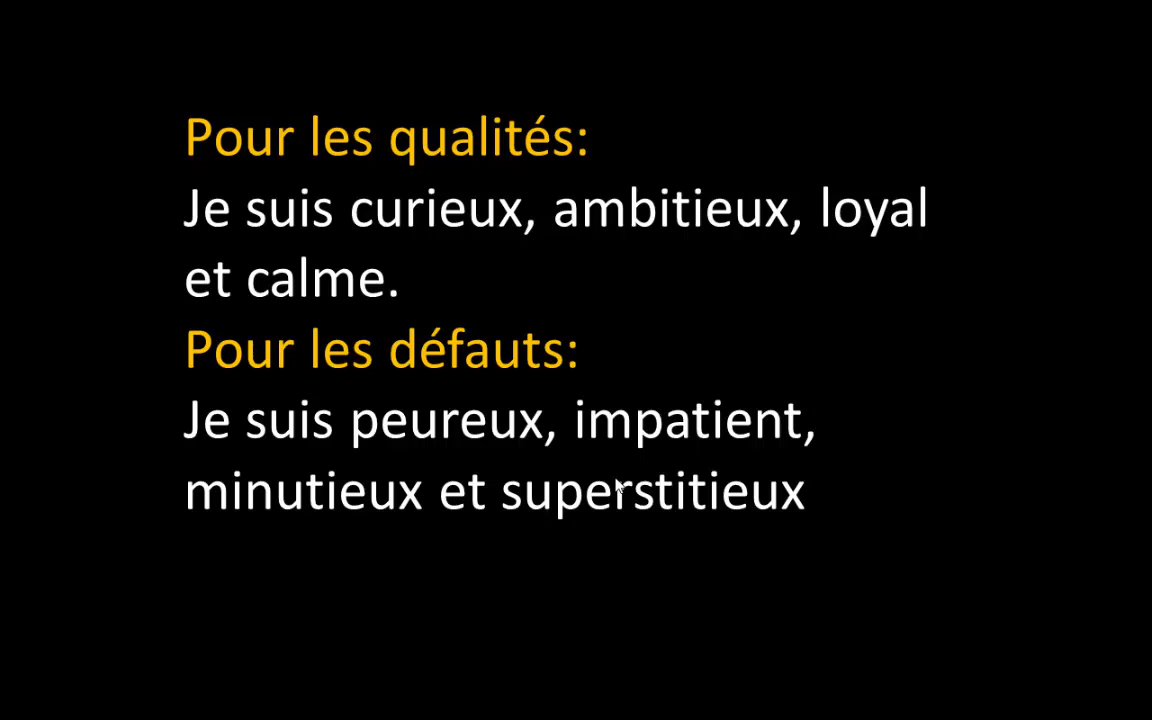 Pour les qualités:
Je suis curieux, ambitieux, loyal
et calme.
Pour les défauts:
Je suis peureux, impatient,
minutieux et superstitieux